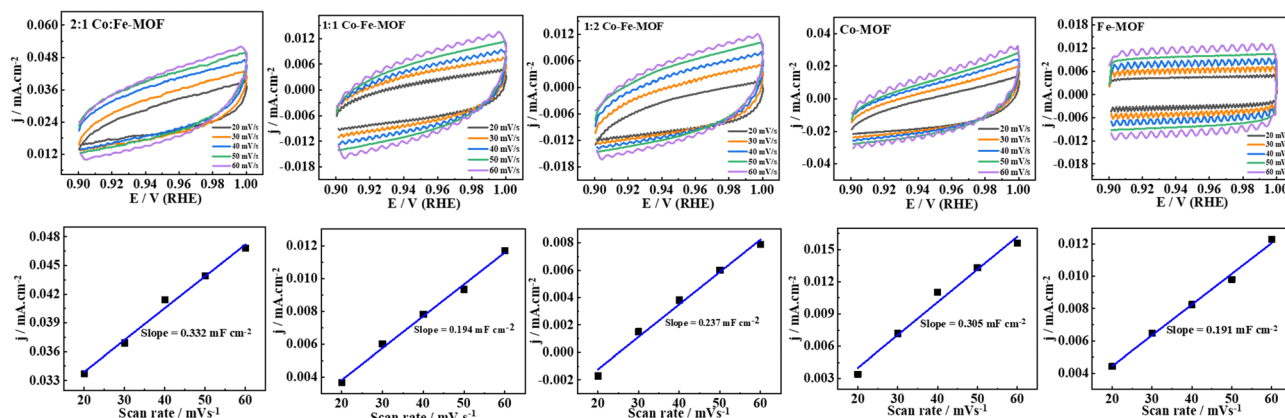 2:1 Co:Fe-MOF
j / mA.cm-2
0.060
0.048
0.036
0.024
0.012
20 mV/s
30 mV/s
40 mV/s
50 mV/s
60 mV/s
0.90 0.92 0.94 0.96 0.98 1.00
E / V (RHE)
1:1 Co-Fe-MOF
j / mA.cm-2
0.012
0.006
0.000
-0.006
-0.012
-0.018
20 mV/s
30 mV/s
40 mV/s
50 mV/s
60 mV/s
0.90 0.92 0.94 0.96 0.98 1.00
E / V (RHE)
1:2 Co-Fe-MOF
j / mA.cm-2
0.012
0.006
0.000
-0.006
-0.012
-0.018
20 mV/s
30 mV/s
40 mV/s
50 mV/s
60 mV/s
0.90 0.92 0.94 0.96 0.98 1.00
E / V (RHE)
Co-MOF
j / mA.cm-2
0.04
0.02
0.00
-0.02
-0.04
20 mV/s
30 mV/s
40 mV/s
50 mV/s
60 mV/s
0.90 0.92 0.94 0.96 0.98 1.00
E / V (RHE)
Fe-MOF
j / mA.cm-2
0.018
0.012
0.006
0.000
-0.006
-0.012
-0.018
20 mV
30 mV
40 mV
50 mV
60 mV
0.90 0.92 0.94 0.96 0.98 1.00
E / V (RHE)
j / mA.cm-2
0.048
0.045
0.042
0.039
0.036
0.033
Slope = 0.332 mF cm-2
20 30 40 50 60
Scan rate / mVs-1
j / mA.cm-2
0.012
0.010
0.008
0.006
0.004
Slope = 0.194 mF cm-2
20 30 40 50 60
Scan rate / mVs-1
j / mA.cm-2
0.008
0.006
0.004
0.002
0.000
-0.002
Slope = 0.237 mF cm-2
20 30 40 50 60
Scan rate / mVs-1
j / mA.cm-2
0.015
0.012
0.009
0.006
0.003
Slope = 0.305 mF cm-2
20 30 40 50 60
Scan rate / mVs-1
j / mA.cm-2
0.012
0.010
0.008
0.006
0.004
Slope = 0.191 mF cm-2
20 30 40 50 60
Scan rate / mVs-1